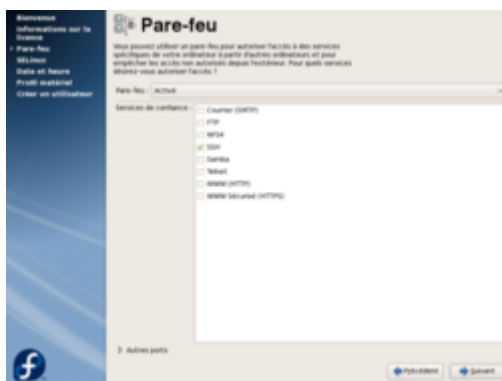 Bienvenue
Informations sur la
licence
Pare-feu
SELinux
Date et heure
Profil matériel
Créer un utilisateur
Pare-feu
Vous pouvez utiliser un pare-feu pour autoriser l'accès à des services
spécifiques de votre ordinateur à partir d'autres ordinateurs et pour
empêcher les accès non autorisés depuis l'extérieur. Pour quels services
désirez-vous autoriser l'accès ?
Pare-feu : Activé
Services de confiance :
Courrier (SMTP)
FTP
NFS4
SSH
Samba
Telnet
WWW (HTTP)
WWW Sécurisé (HTTPS)
Autres ports
Précédent
Suivant